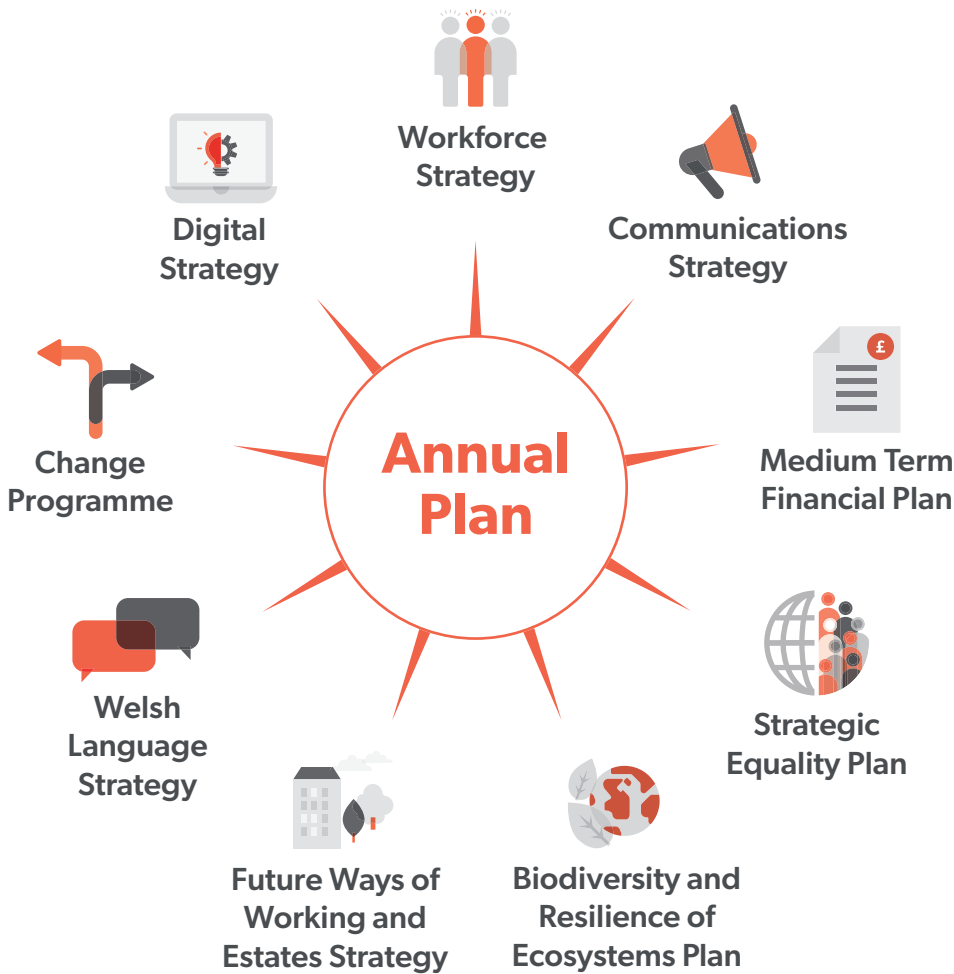 Workforce
Strategy
Digital
Strategy
Communications
Strategy
£
Change
Programme
Annual
Plan
Medium Term
Financial Plan
Welsh
Language
Strategy
Strategic
Equality Plan
Future Ways of
Working and
Estates Strategy
Biodiversity and
Resilience of
Ecosystems Plan